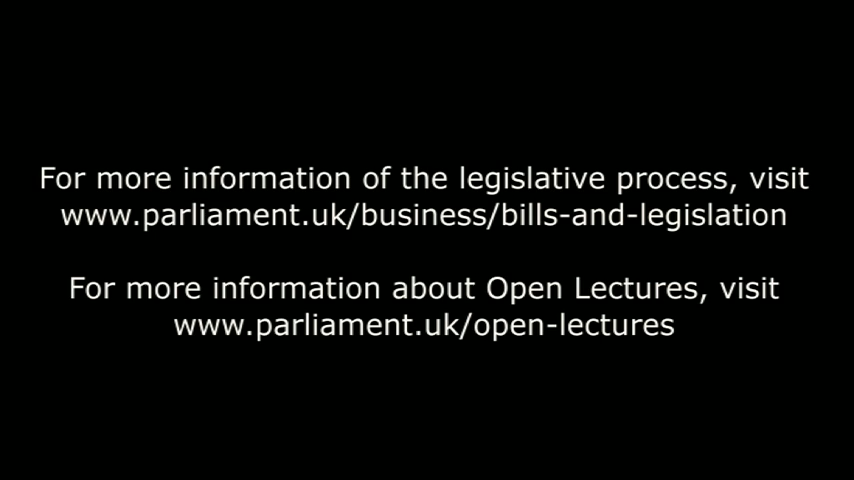 For more information of the legislative process, visit
www.parliament.uk/business/bills-and-legislation
For more information about Open Lectures, visit
www.parliament.uk/open-lectures